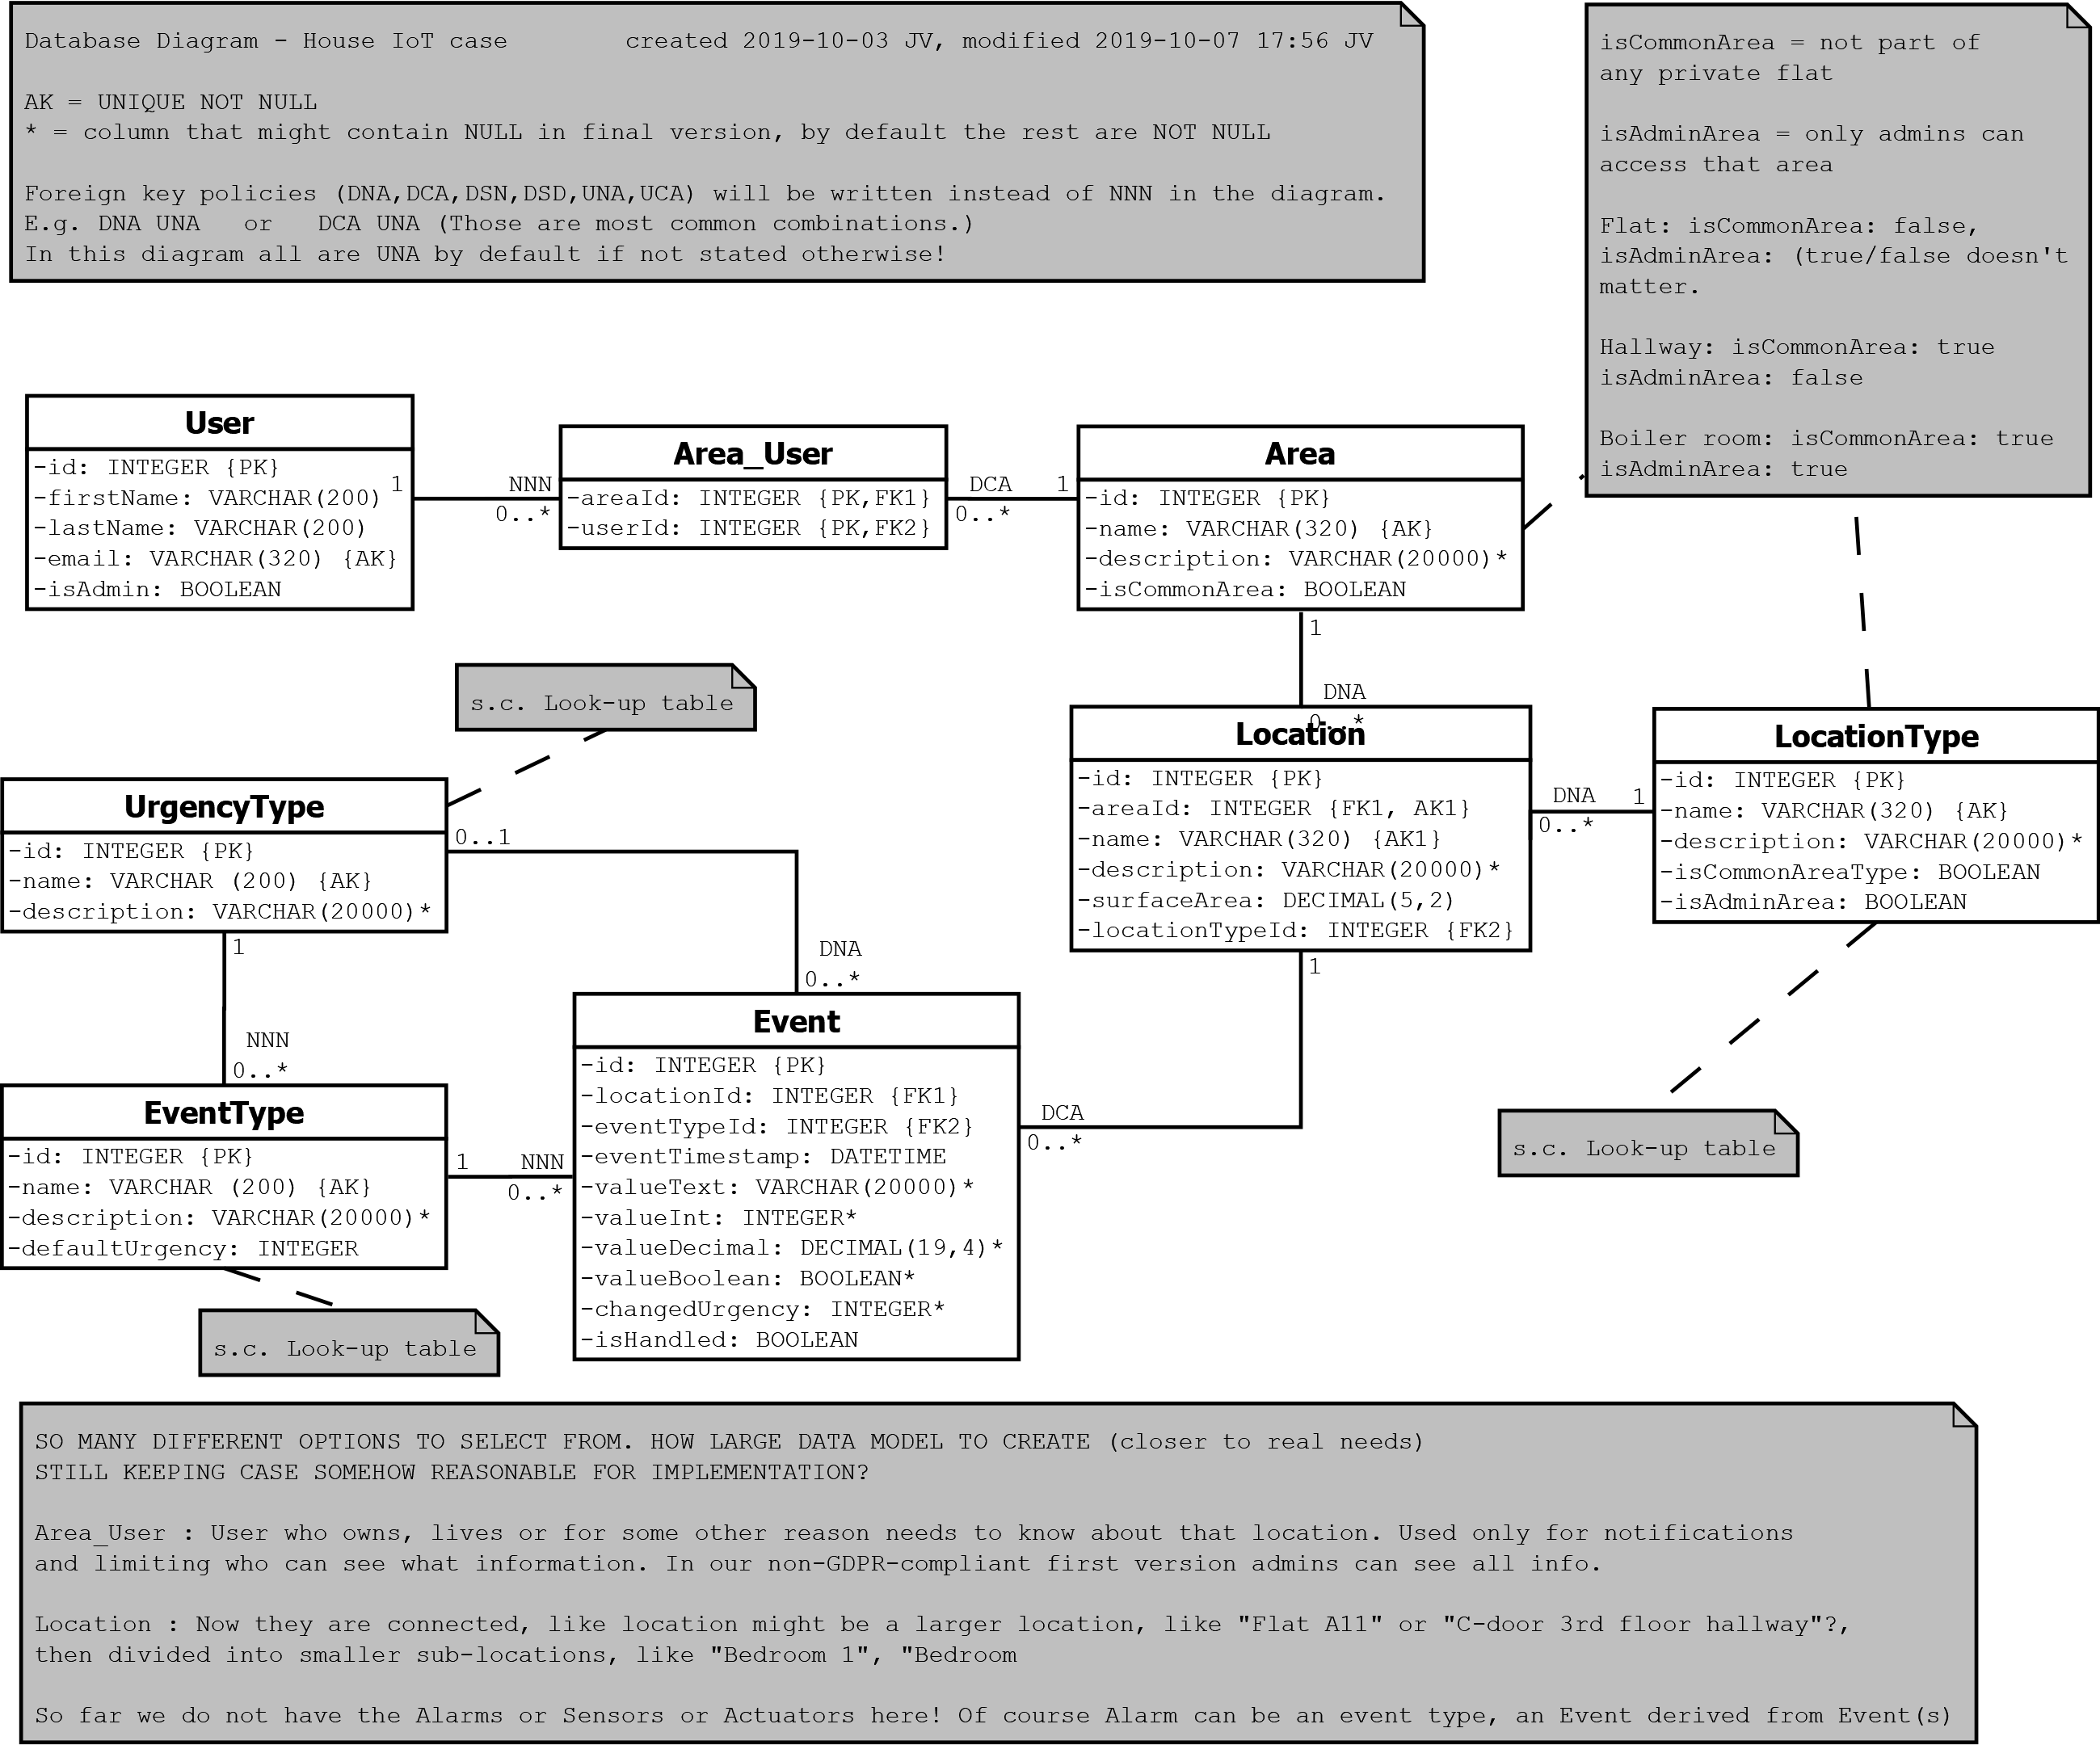 Database Diagram - House IoT case        created 2019-10-03 JV, modified 2019-10-07 17:56 JV
AK = UNIQUE NOT NULL
* = column that might contain NULL in final version, by default the rest are NOT NULL
Foreign key policies (DNA,DCA,DSN,DSD,UNA,UCA) will be written instead of NNN in the diagram.
E.g. DNA UNA   or   DCA UNA (Those are most common combinations.)
In this diagram all are UNA by default if not stated otherwise!
isCommonArea = not part of
any private flat
isAdminArea = only admins can
access that area
Flat: isCommonArea: false,
isAdminArea: (true/false doesn't
matter.
Hallway: isCommonArea: true
isAdminArea: false
Boiler room: isCommonArea: true
isAdminArea: true
User
-id: INTEGER {PK}
-firstName: VARCHAR(200)
-lastName: VARCHAR(200)
-email: VARCHAR(320) {AK}
-isAdmin: BOOLEAN
1
NNN
0..*
Area_User
-areaId: INTEGER {PK,FK1}
-userId: INTEGER {PK,FK2}
DCA
0..*
1
Area
-id: INTEGER {PK}
-name: VARCHAR(320) {AK}
-description: VARCHAR(20000)*
-isCommonArea: BOOLEAN
1
DNA
0..*
s.c. Look-up table
Location
-id: INTEGER {PK}
-areaId: INTEGER {FK1, AK1}
-name: VARCHAR(320) {AK1}
-description: VARCHAR(20000)*
-surfaceArea: DECIMAL(5,2)
-locationTypeId: INTEGER {FK2}
DNA
0..*
1
LocationType
-id: INTEGER {PK}
-name: VARCHAR(320) {AK}
-description: VARCHAR(20000)*
-isCommonAreaType: BOOLEAN
-isAdminArea: BOOLEAN
UrgencyType
-id: INTEGER {PK}
-name: VARCHAR (200) {AK}
-description: VARCHAR(20000)*
0..1
DNA
0..*
1
NNN
0..*
EventType
-id: INTEGER {PK}
-name: VARCHAR (200) {AK}
-description: VARCHAR(20000)*
-defaultUrgency: INTEGER
1
NNN
0..*
Event
-id: INTEGER {PK}
-locationId: INTEGER {FK1}
-eventTypeId: INTEGER {FK2}
-eventTimestamp: DATETIME
-valueText: VARCHAR(20000)*
-valueInt: INTEGER*
-valueDecimal: DECIMAL(19,4)*
-valueBoolean: BOOLEAN*
-changedUrgency: INTEGER*
-isHandled: BOOLEAN
1
DCA
0..*
s.c. Look-up table
s.c. Look-up table
SO MANY DIFFERENT OPTIONS TO SELECT FROM. HOW LARGE DATA MODEL TO CREATE (closer to real needs)
STILL KEEPING CASE SOMEHOW REASONABLE FOR IMPLEMENTATION?
Area_User : User who owns, lives or for some other reason needs to know about that location. Used only for notifications
and limiting who can see what information. In our non-GDPR-compliant first version admins can see all info.
Location : Now they are connected, like location might be a larger location, like "Flat A11" or "C-door 3rd floor hallway"?,
then divided into smaller sub-locations, like "Bedroom 1", "Bedroom
So far we do not have the Alarms or Sensors or Actuators here! Of course Alarm can be an event type, an Event derived from Event(s)